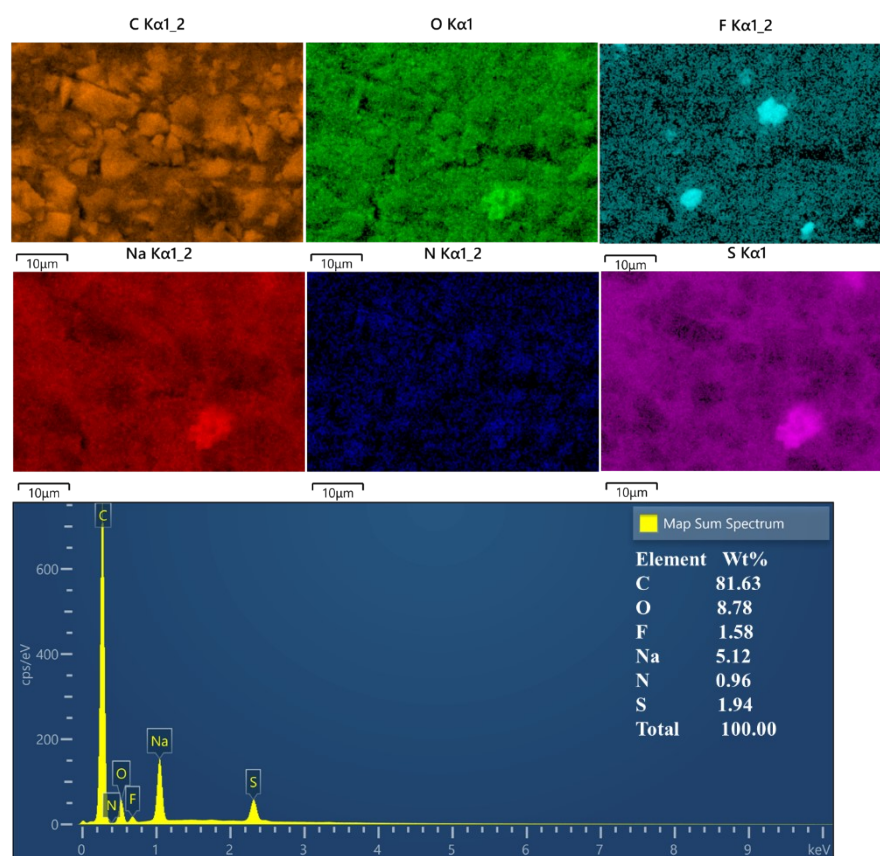 C Kα1_2 O Kα1 F Kα1_2
10μm 10μm 10μm
Na Kα1_2 N Kα1_2 S Kα1
10μm 10μm 10μm
Map Sum Spectrum
Element Wt%
C 81.63
O 8.78
F 1.58
Na 5.12
N 0.96
S 1.94
Total 100.00
cps/eV
600
400
200
0
C
N
O
F
Na
S
0 1 2 3 4 5 6 7 8 9 keV